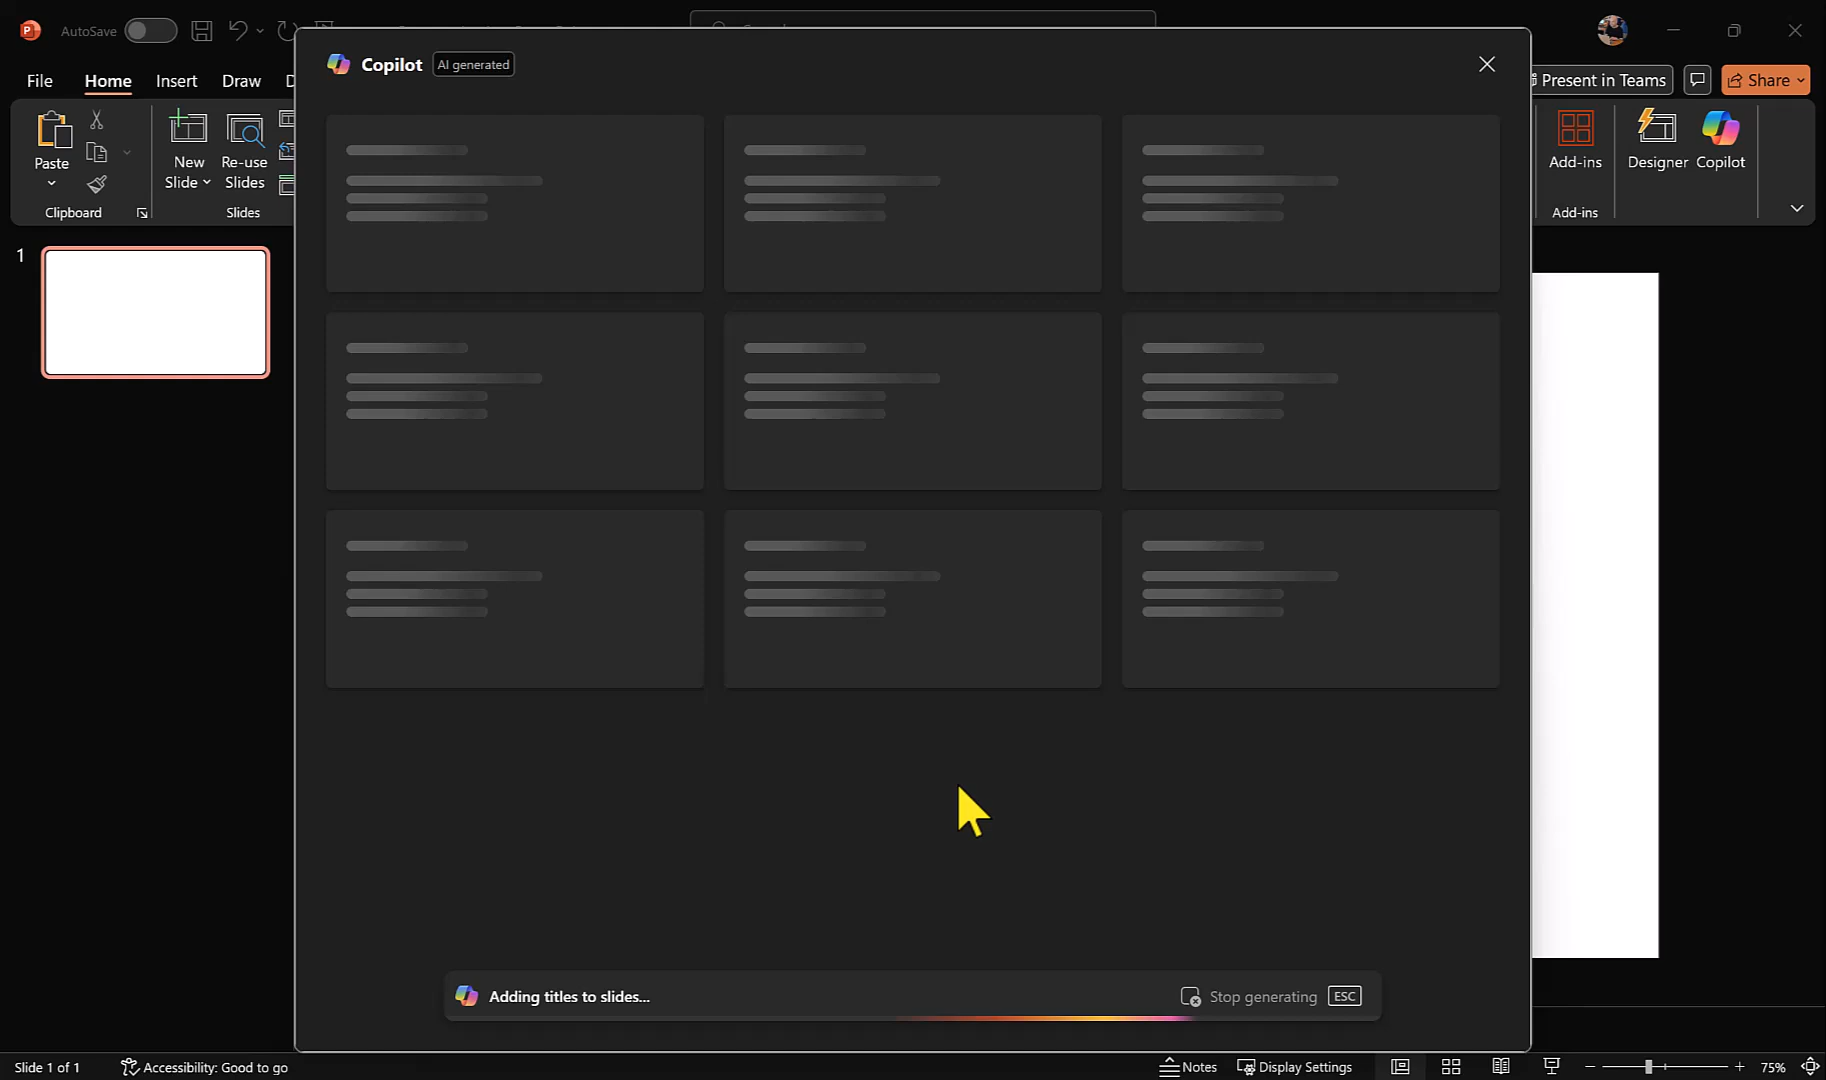 AutoSave
Copilot AI generated
File Home Insert Draw
Present in Teams
Share
Paste
New
Slide
Re-use
Slides
Add-ins
Designer
Copilot
Clipboard
Slides
Add-ins
1
Adding titles to slides...
Stop generating ESC
Slide 1 of 1
Accessibility: Good to go
Notes
Display Settings
75%